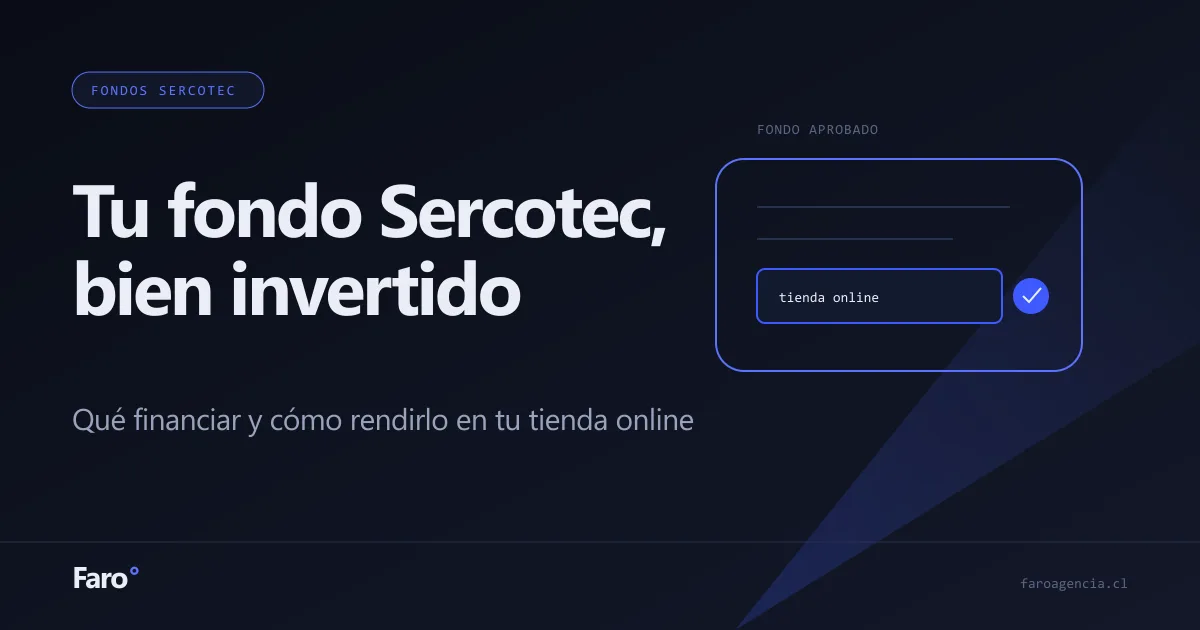 FONDOS SERCOTEC
Tu fondo Sercotec,
bien invertido
Qué financiar y cómo rendirlo en tu tienda online
FONDO APROBADO
tienda online
Faro°
faroagencia.cl